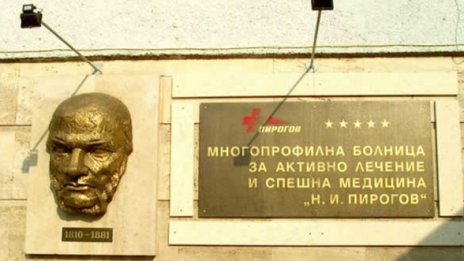 1810-1881
ПИРОГОВ
МНОГОПРОФИЛНА БОЛНИЦА
ЗА АКТИВНО ЛЕЧЕНИЕ
И СПЕШНА МЕДИЦИНА
„Н. И. ПИРОГОВ"